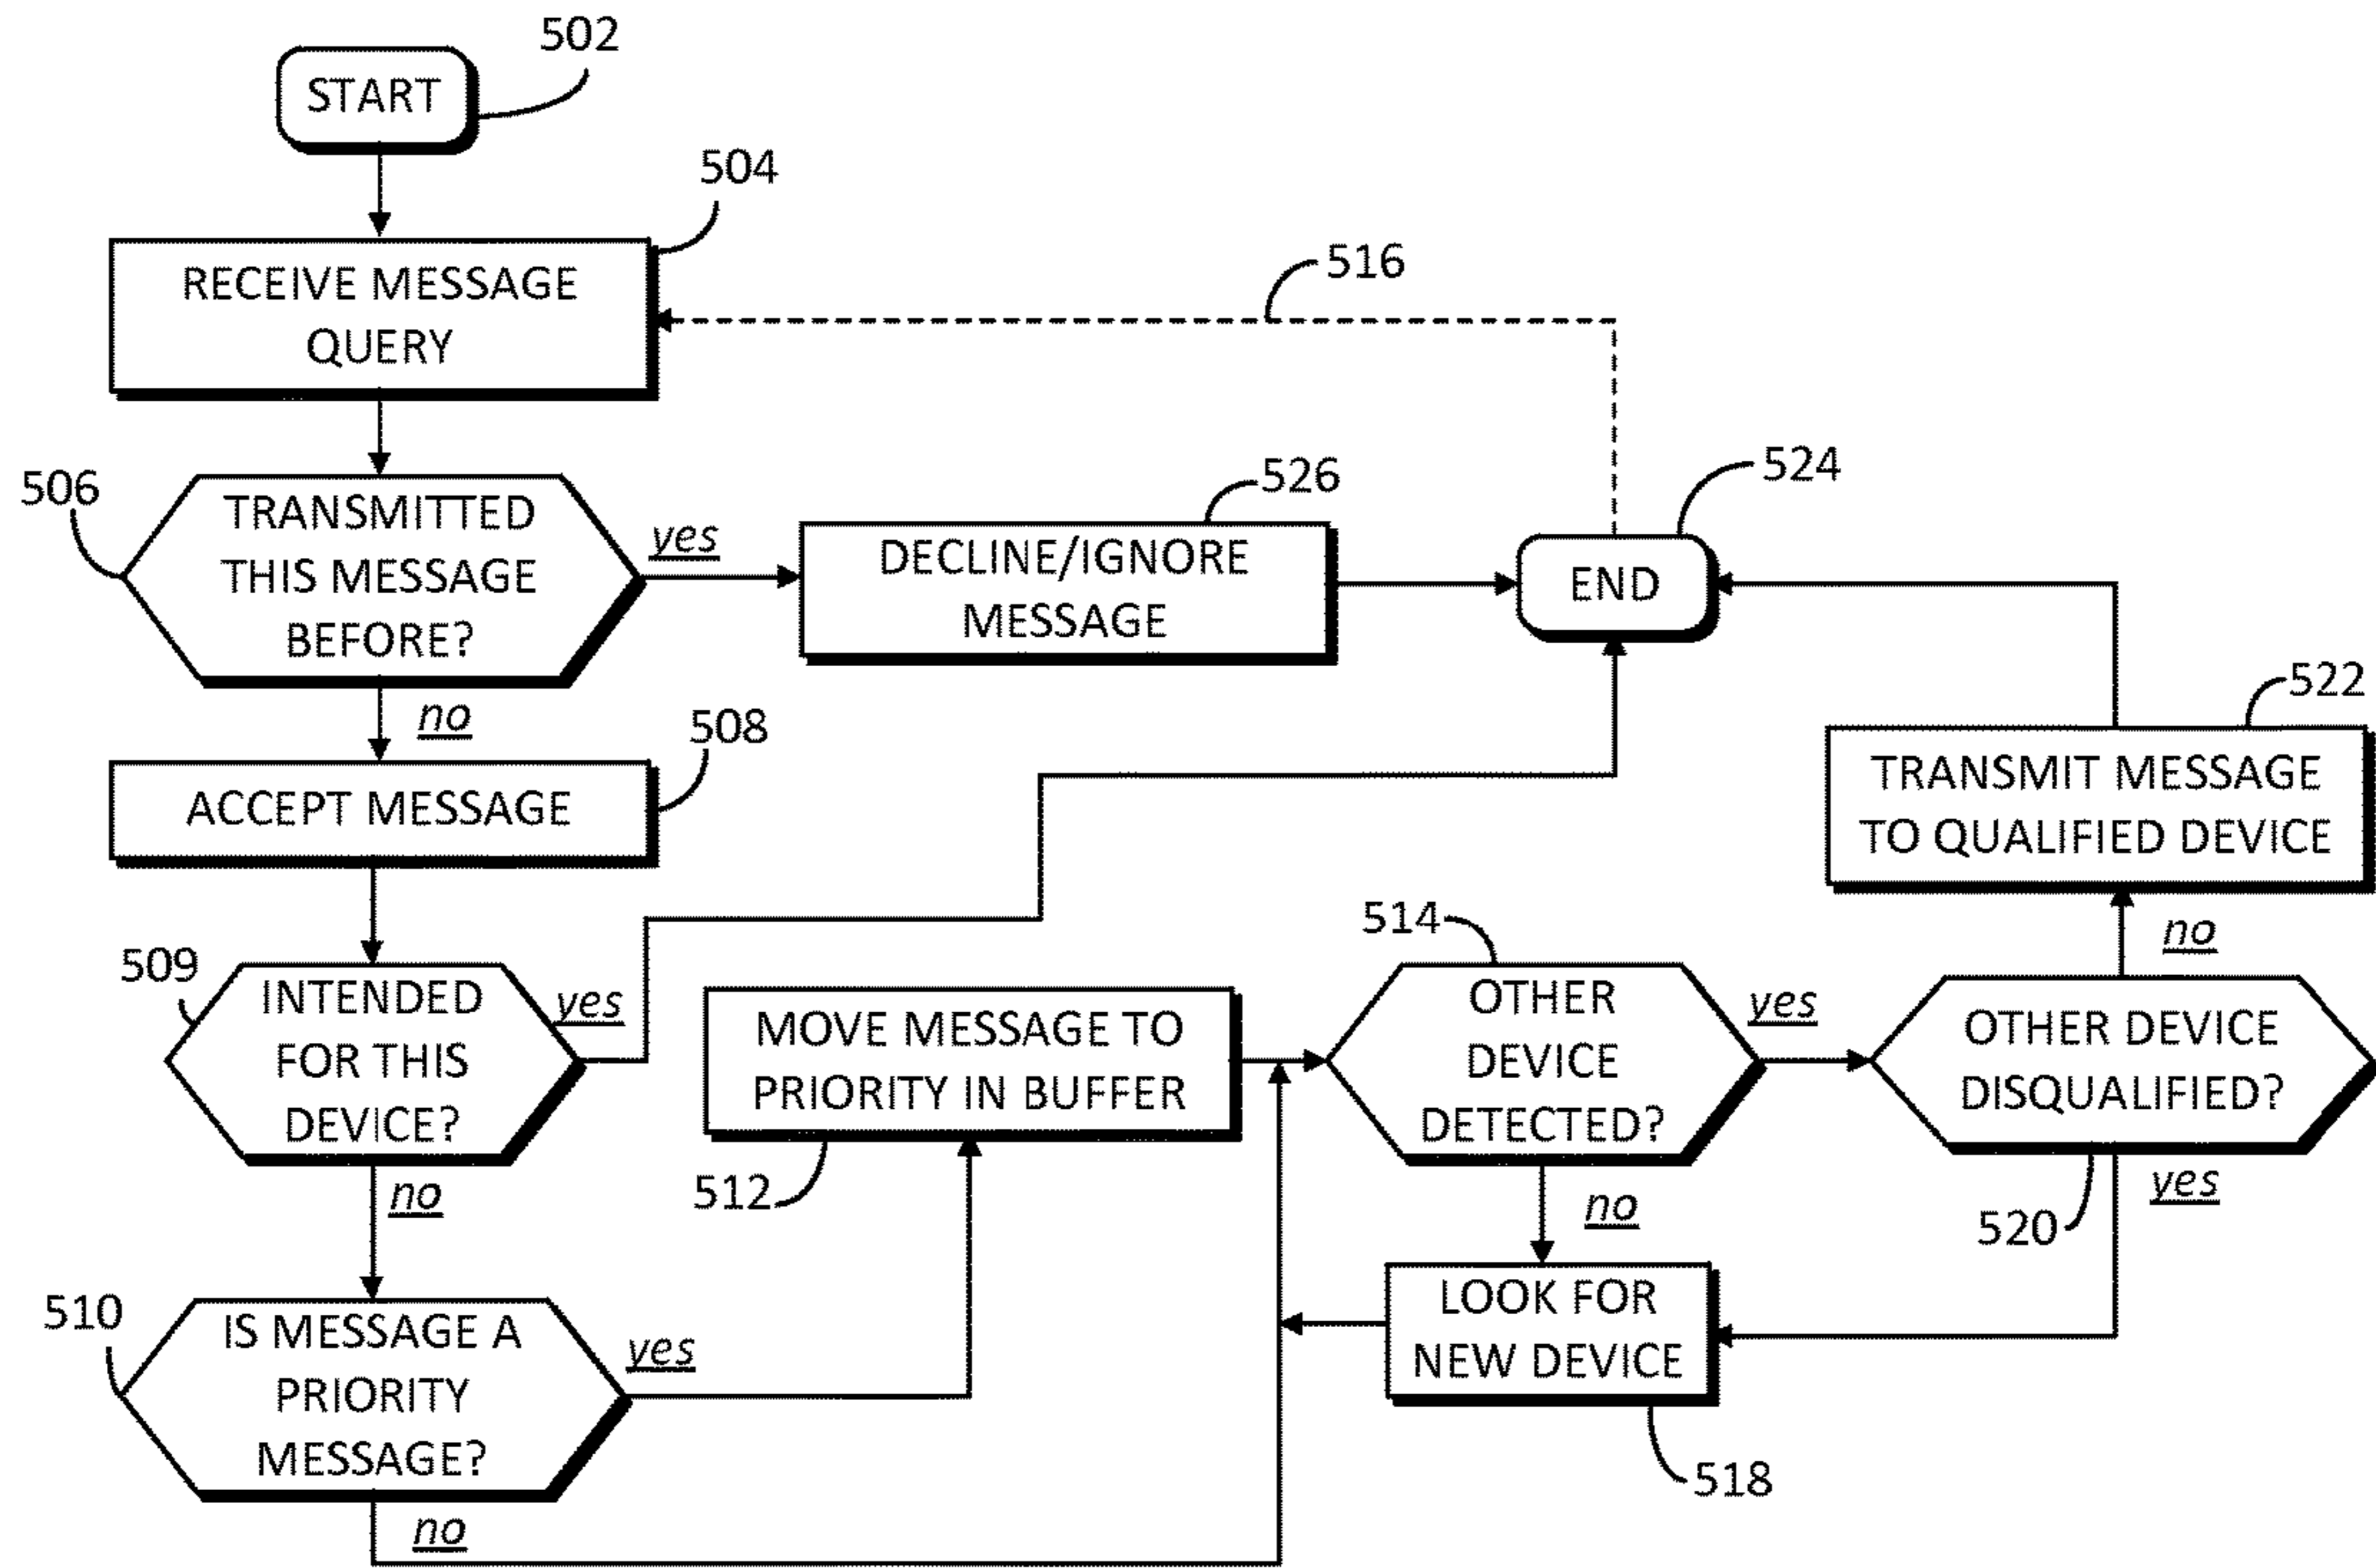 502
START
504
RECEIVE MESSAGE
QUERY
516
506
TRANSMITTED
THIS MESSAGE
BEFORE?
yes
526
DECLINE/IGNORE
MESSAGE
524
END
no
508
ACCEPT MESSAGE
522
TRANSMIT MESSAGE
TO QUALIFIED DEVICE
509
INTENDED
FOR THIS
DEVICE?
yes
no
512
MOVE MESSAGE TO
PRIORITY IN BUFFER
514
OTHER
DEVICE
DETECTED?
yes
no
no
OTHER DEVICE
DISQUALIFIED?
520
yes
510
IS MESSAGE A
PRIORITY
MESSAGE?
yes
no
LOOK FOR
NEW DEVICE
518